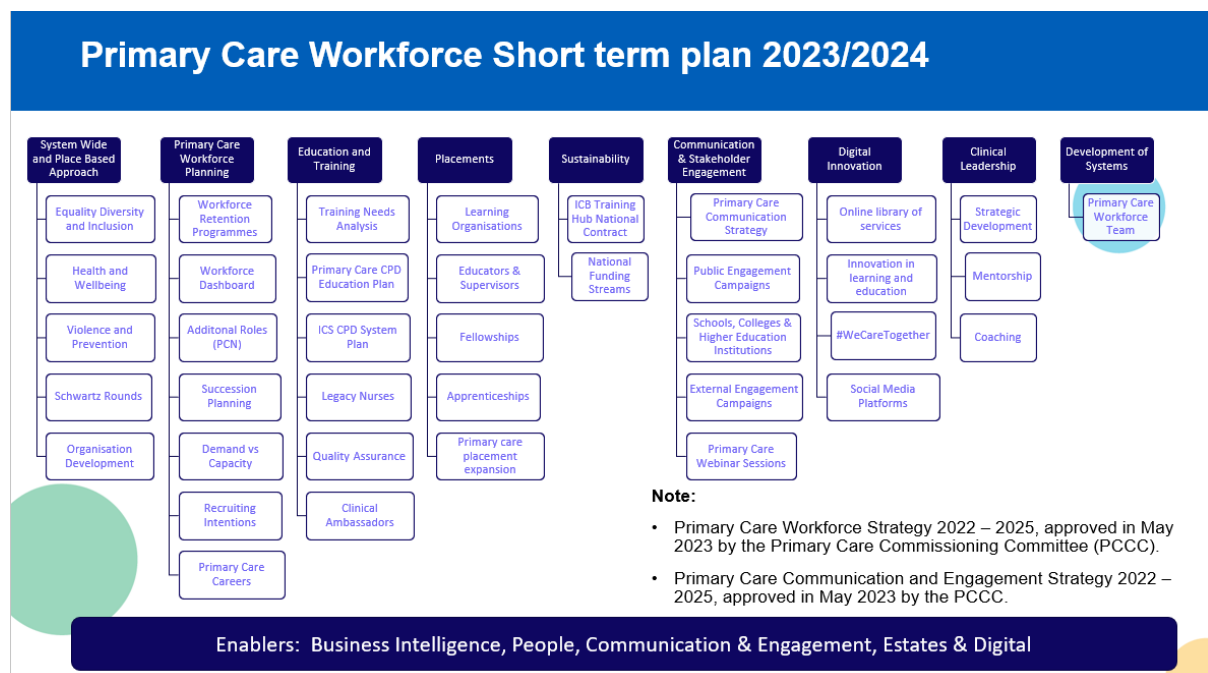 Primary Care Workforce Short term plan 2023/2024
System Wide
and Place Based
Approach
Equality Diversity
and Inclusion
Health and
Wellbeing
Violence and
Prevention
Schwartz Rounds
Organisation
Development
Primary Care
Workforce
Planning
Workforce
Retention
Programmes
Workforce
Dashboard
Additonal Roles
(PCN)
Succession
Planning
Demand vs
Capacity
Recruiting
Intentions
Primary Care
Careers
Education and
Training
Training Needs
Analysis
Primary Care CPD
Education Plan
ICS CPD System
Plan
Legacy Nurses
Quality Assurance
Clinical
Ambassadors
Placements
Learning
Organisations
Educators &
Supervisors
Fellowships
Apprenticeships
Primary care
placement
expansion
Sustainability
ICB Training
Hub National
Contract
National
Funding
Streams
Communication
& Stakeholder
Engagement
Primary Care
Communication
Strategy
Public Engagement
Campaigns
Schools, Colleges &
Higher Education
Institutions
External Engagement
Campaigns
Primary Care
Webinar Sessions
Digital
Innovation
Online library of
services
Innovation in
learning and
education
#WeCareTogether
Social Media
Platforms
Clinical
Leadership
Strategic
Development
Mentorship
Coaching
Development of
Systems
Primary Care
Workforce
Team
Note:
• Primary Care Workforce Strategy 2022 – 2025, approved in May
2023 by the Primary Care Commissioning Committee (PCCC).
• Primary Care Communication and Engagement Strategy 2022 –
2025, approved in May 2023 by the PCCC.
Enablers: Business Intelligence, People, Communication & Engagement, Estates & Digital